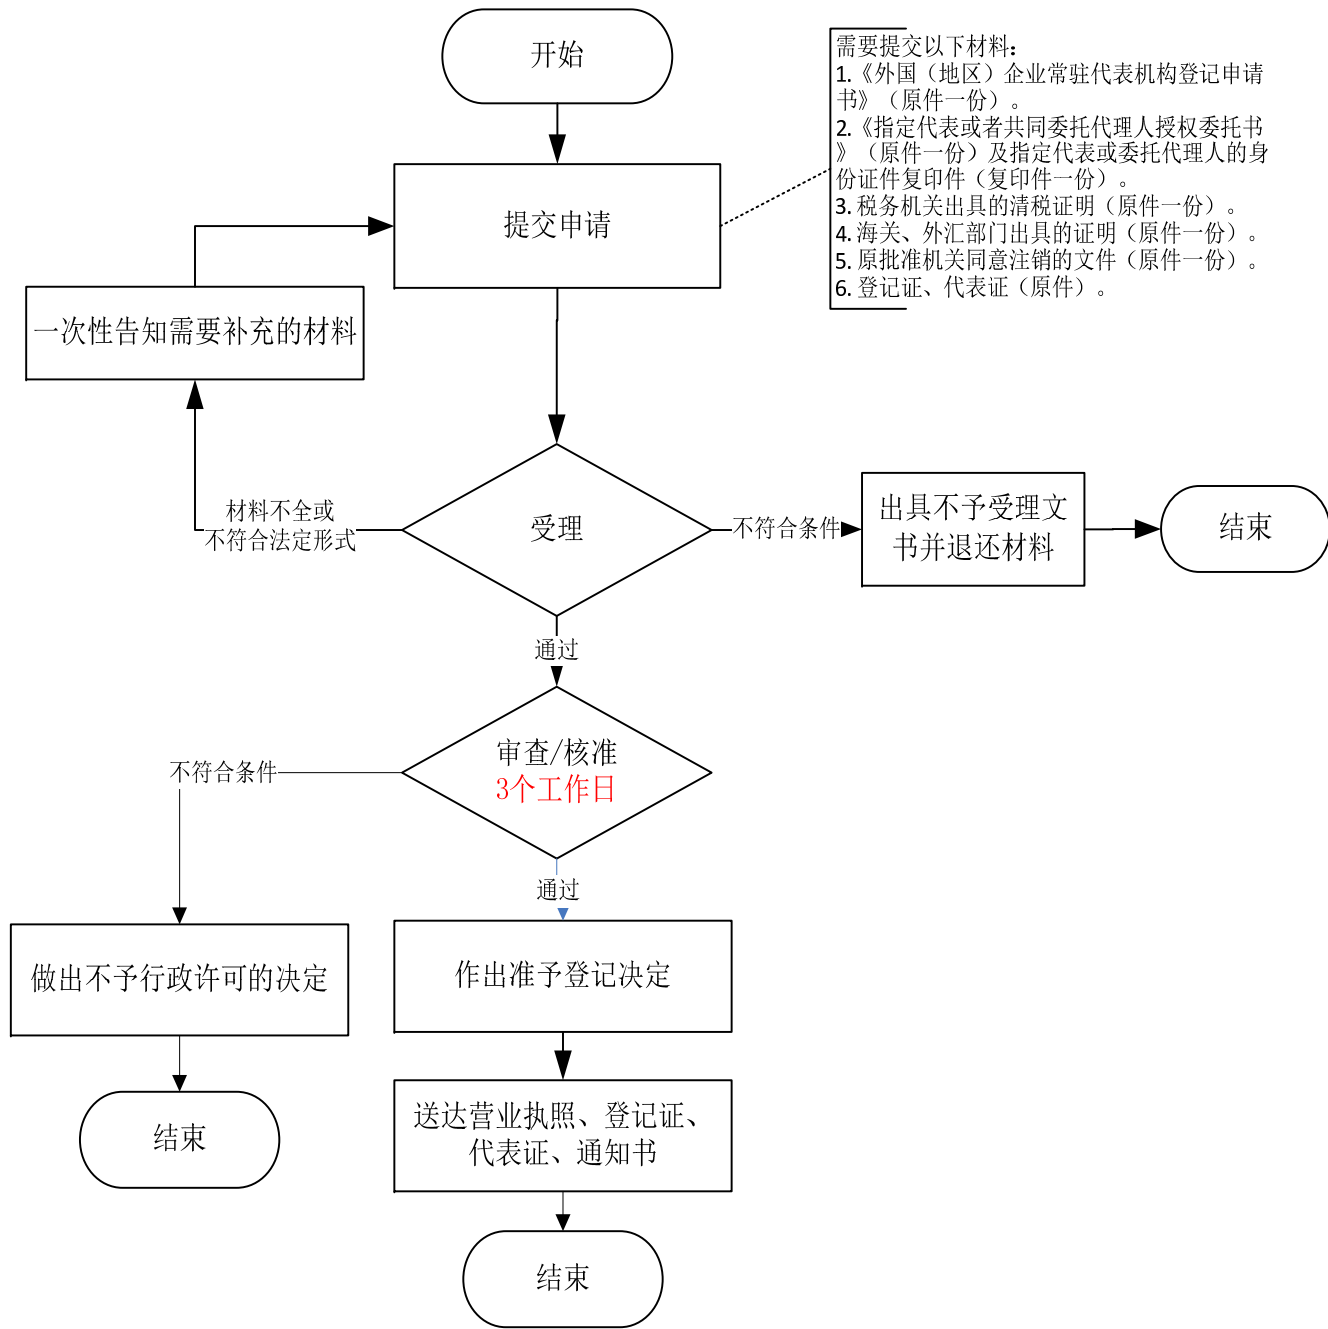 开始
需要提交以下材料：
1.《外国（地区）企业常驻代表机构登记申请
书》（原件一份）。
2.《指定代表或者共同委托代理人授权委托书
》（原件一份）及指定代表或委托代理人的身
份证件复印件（复印件一份）。
3. 税务机关出具的清税证明（原件一份）。
4. 海关、外汇部门出具的证明（原件一份）。
5. 原批准机关同意注销的文件（原件一份）。
6. 登记证、代表证（原件）。
提交申请
一次性告知需要补充的材料
材料不全或
不符合法定形式
受理
不符合条件
出具不予受理文
书并退还材料
结束
通过
审查/核准
3个工作日
不符合条件
通过
做出不予行政许可的决定
作出准予登记决定
送达营业执照、登记证、
代表证、通知书
结束
结束